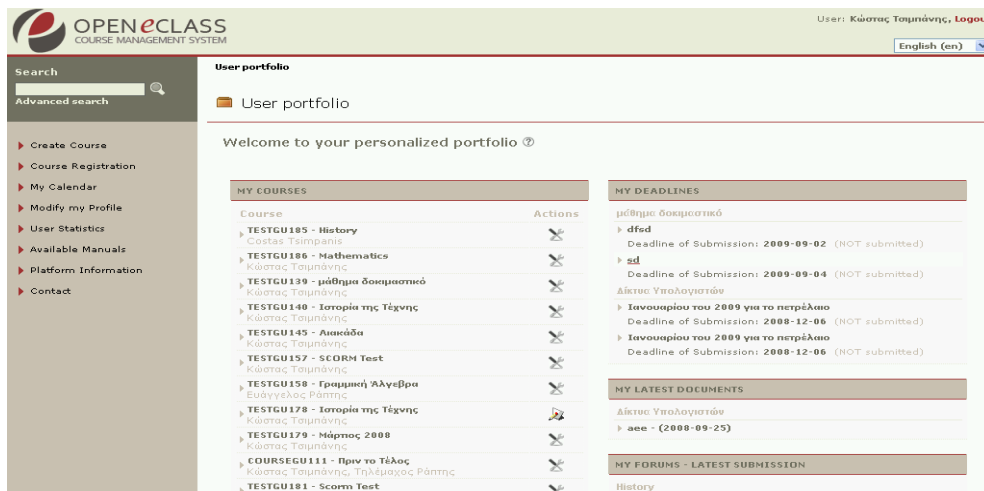 OPEN eCLASS
COURSE MANAGEMENT SYSTEM
User: Κώστας Τσιμπάνης, Logou
English (en)
Search
Advanced search
Create Course
Course Registration
My Calendar
Modify my Profile
User Statistics
Available Manuals
Platform Information
Contact
User portfolio
User portfolio
Welcome to your personalized portfolio
MY COURSES
Course Actions
TESTGU185 - History
Costas Tsimpanis
TESTGU186 - Mathematics
Κώστας Τσιμπάνης
TESTGU139 - μάθημα δοκιμαστικό
Κώστας Τσιμπάνης
TESTGU140 - Ιστορία της Τέχνης
Κώστας Τσιμπάνης
TESTGU145 - Λιακάδα
Κώστας Τσιμπάνης
TESTGU157 - SCORM Test
Κώστας Τσιμπάνης
TESTGU158 - Γραμμική Άλγεβρα
Ευάγγελος Ράπτης
TESTGU178 - Ιστορία της Τέχνης
Κώστας Τσιμπάνης
TESTGU179 - Μάρτιος 2008
Κώστας Τσιμπάνης
COURSEGU111 - Πριν το Τέλος
Κώστας Τσιμπάνης, Τηλέμαχος Ράπτης
TESTGU181 - Scorm Test
MY DEADLINES
μάθημα δοκιμαστικό
dfsd
Deadline of Submission: 2009-09-02 (NOT submitted)
sd
Deadline of Submission: 2009-09-04 (NOT submitted)
Δίκτυα Υπολογιστών
Ιανουαρίου του 2009 για το πετρέλαιο
Deadline of Submission: 2008-12-06 (NOT submitted)
Ιανουαρίου του 2009 για το πετρέλαιο
Deadline of Submission: 2008-12-06 (NOT submitted)
MY LATEST DOCUMENTS
Δίκτυα Υπολογιστών
aee - (2008-09-25)
MY FORUMS - LATEST SUBMISSION
History